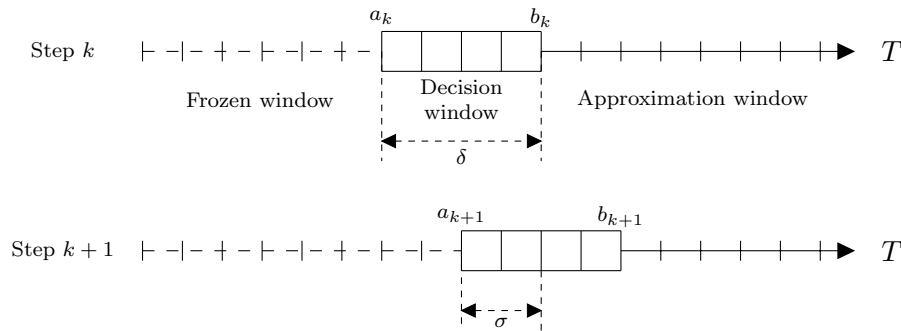 a_k b_k
Step k T
Frozen window Decision window Approximation window
δ
a_{k+1} b_{k+1}
Step k + 1 T
σ